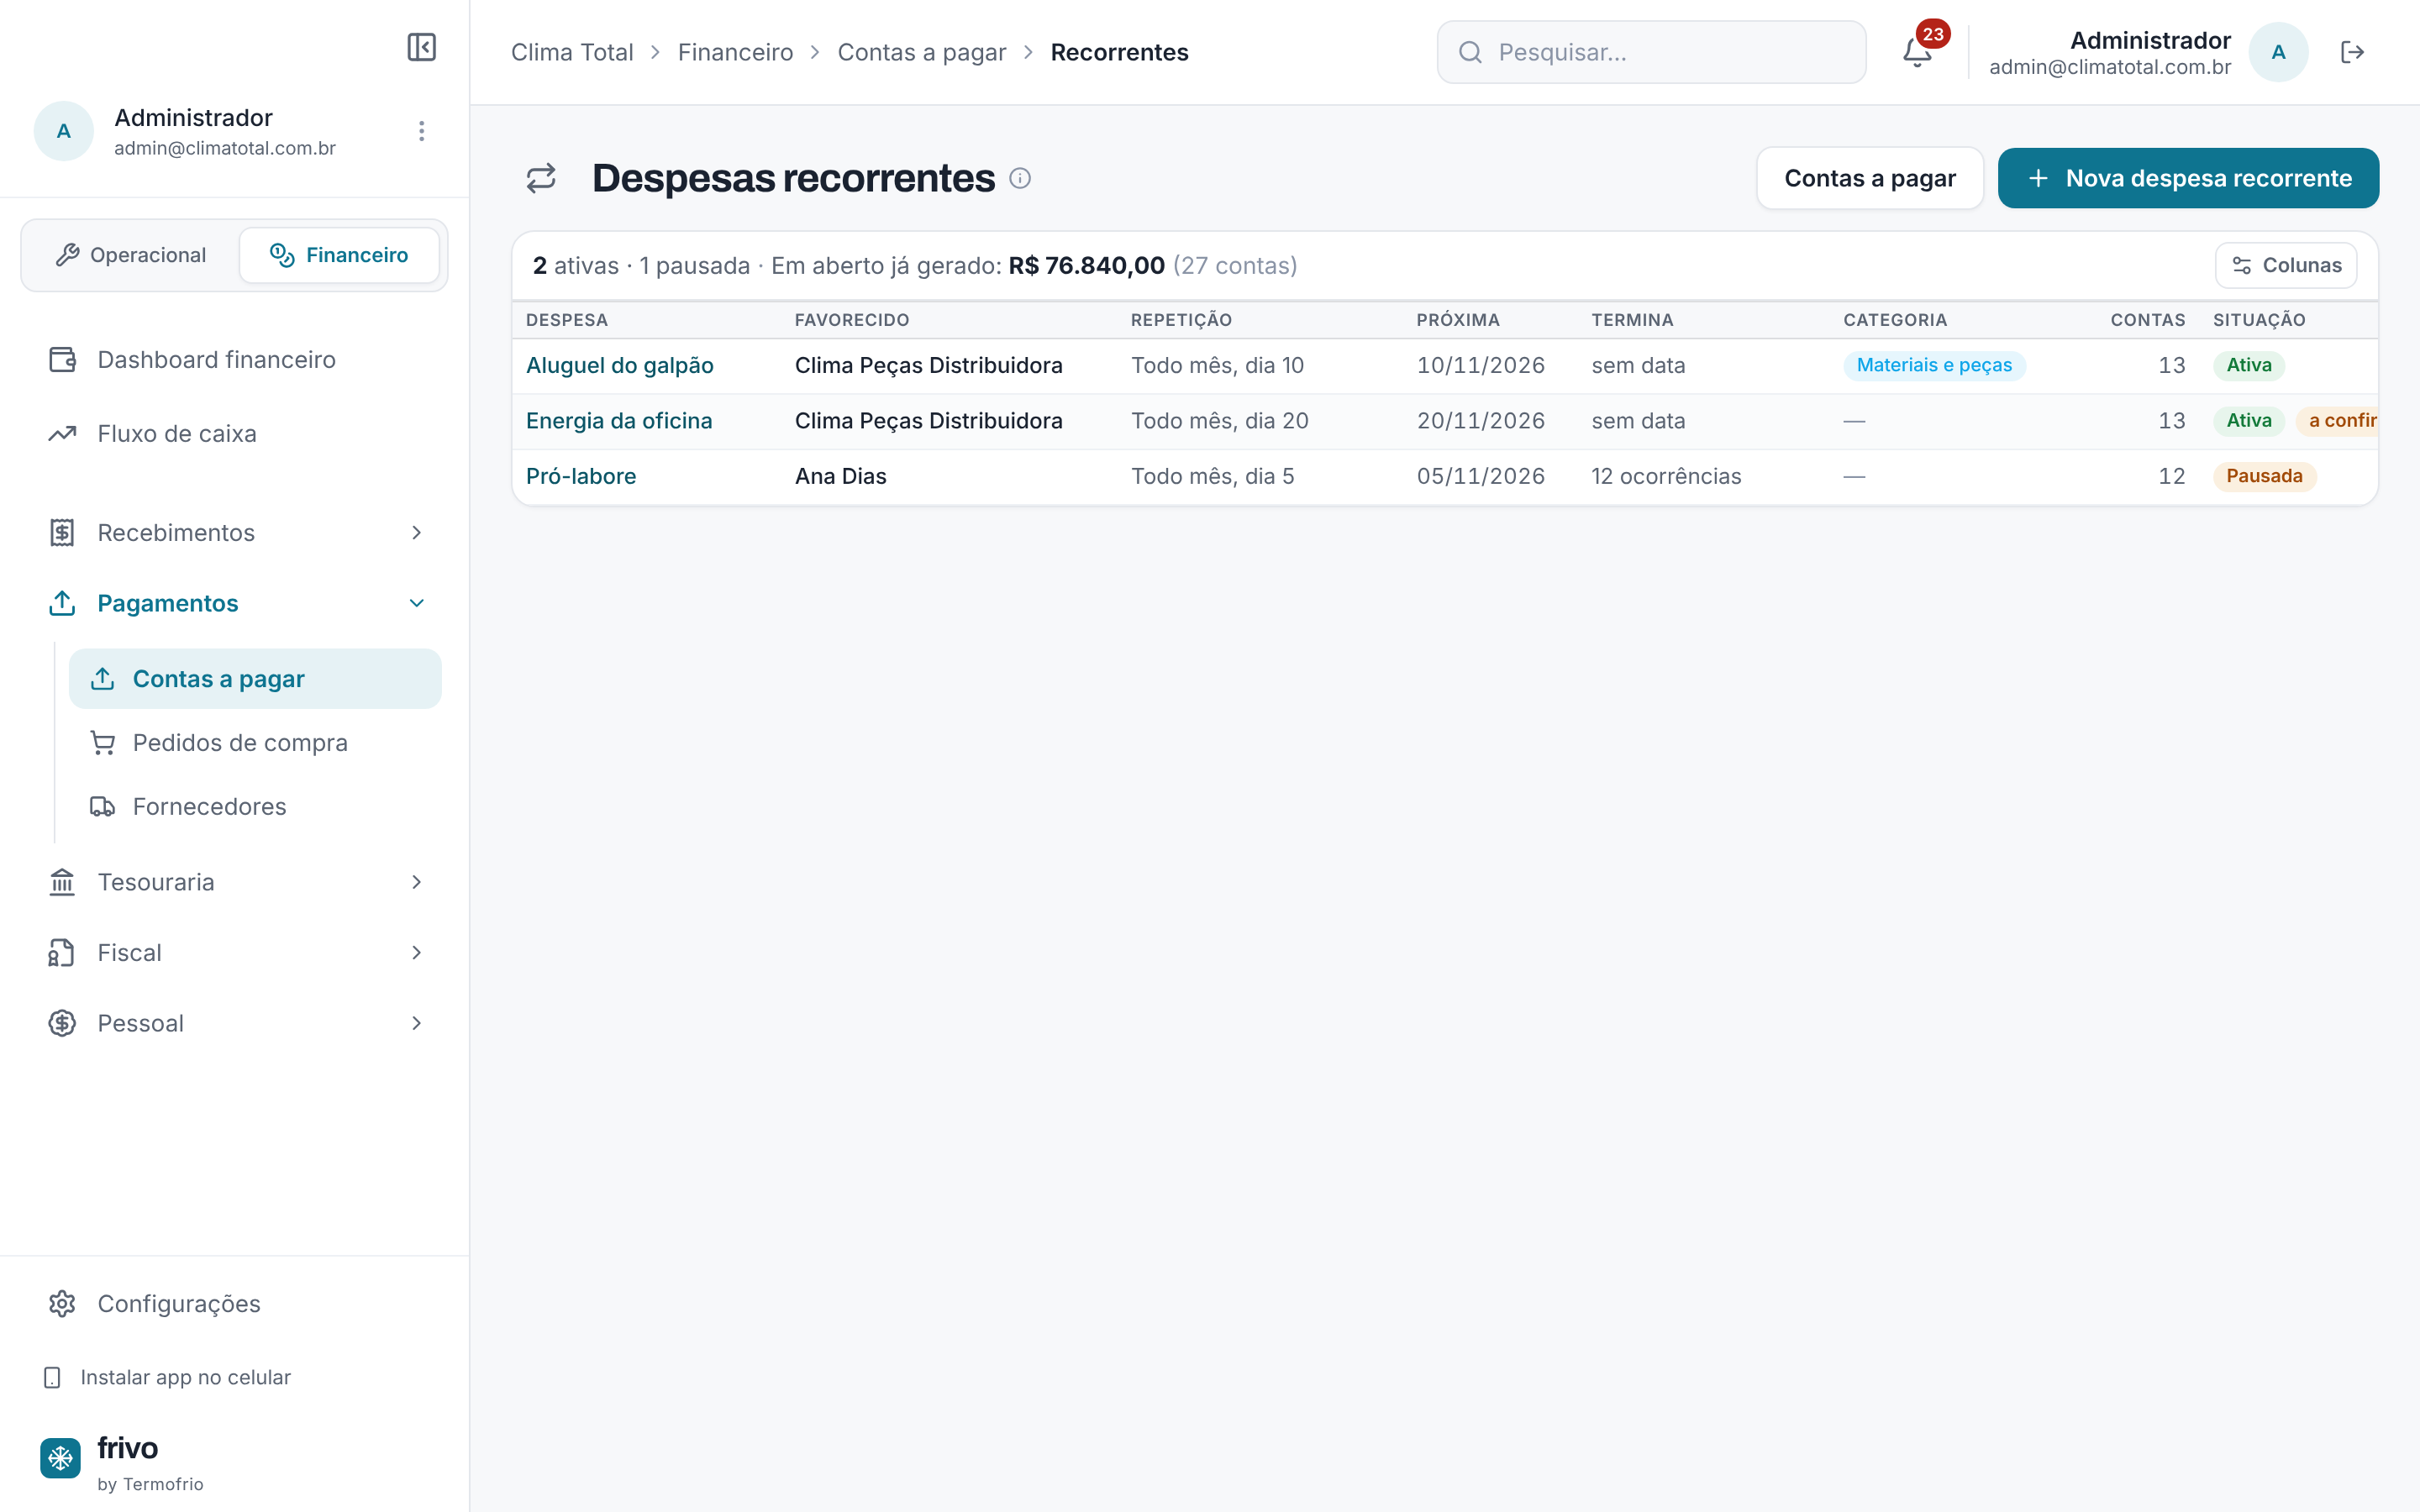 Clima Total > Financeiro > Contas a pagar > Recorrentes
Pesquisar...
23
Administrador
admin@climatotal.com.br
A
A
Administrador
admin@climatotal.com.br
Operacional
Financeiro
Dashboard financeiro
Fluxo de caixa
Recebimentos
Pagamentos
Contas a pagar
Pedidos de compra
Fornecedores
Tesouraria
Fiscal
Pessoal
Configurações
Instalar app no celular
frivo
by Termofrio
Despesas recorrentes
Contas a pagar
+ Nova despesa recorrente
2 ativas · 1 pausada · Em aberto já gerado: R$ 76.840,00 (27 contas)
Colunas
DESPESA FAVORECIDO REPETIÇÃO PRÓXIMA TERMINA CATEGORIA CONTAS SITUAÇÃO
Aluguel do galpão Clima Peças Distribuidora Todo mês, dia 10 10/11/2026 sem data Materiais e peças 13 Ativa
Energia da oficina Clima Peças Distribuidora Todo mês, dia 20 20/11/2026 sem data — 13 Ativa a confir
Pró-labore Ana Dias Todo mês, dia 5 05/11/2026 12 ocorrências — 12 Pausada